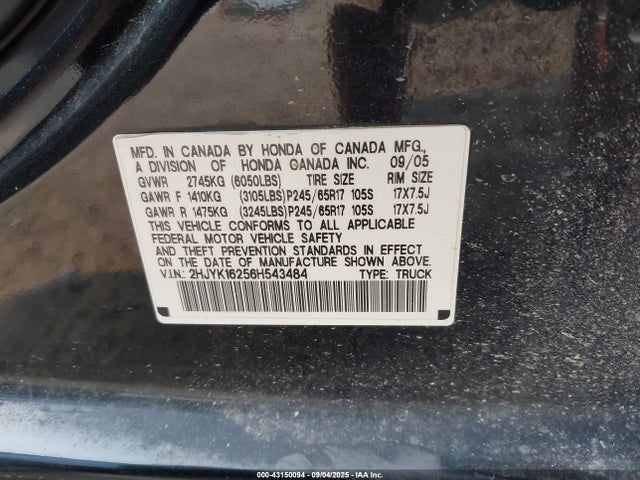 MFD. IN CANADA BY HONDA OF CANADA MFG.,
A DIVISION OF HONDA CANADA INC. 09/05
GVWR 2745KG (6050LBS) TIRE SIZE RIM SIZE
GAWR F 1410KG (3105LBS)P245/65R17 105S 17X7.5J
GAWR R 1475KG (3245LBS)P245/65R17 105S 17X7.5J
THIS VEHICLE CONFORMS TO ALL APPLICABLE
FEDERAL MOTOR VEHICLE SAFETY
AND THEFT PREVENTION STANDARDS IN EFFECT
ON THE DATE OF MANUFACTURE SHOWN ABOVE.
V.I.N.: 2HJYK16256H543484 TYPE: TRUCK
000-43150094 - 09/04/2025 - IAA Inc.